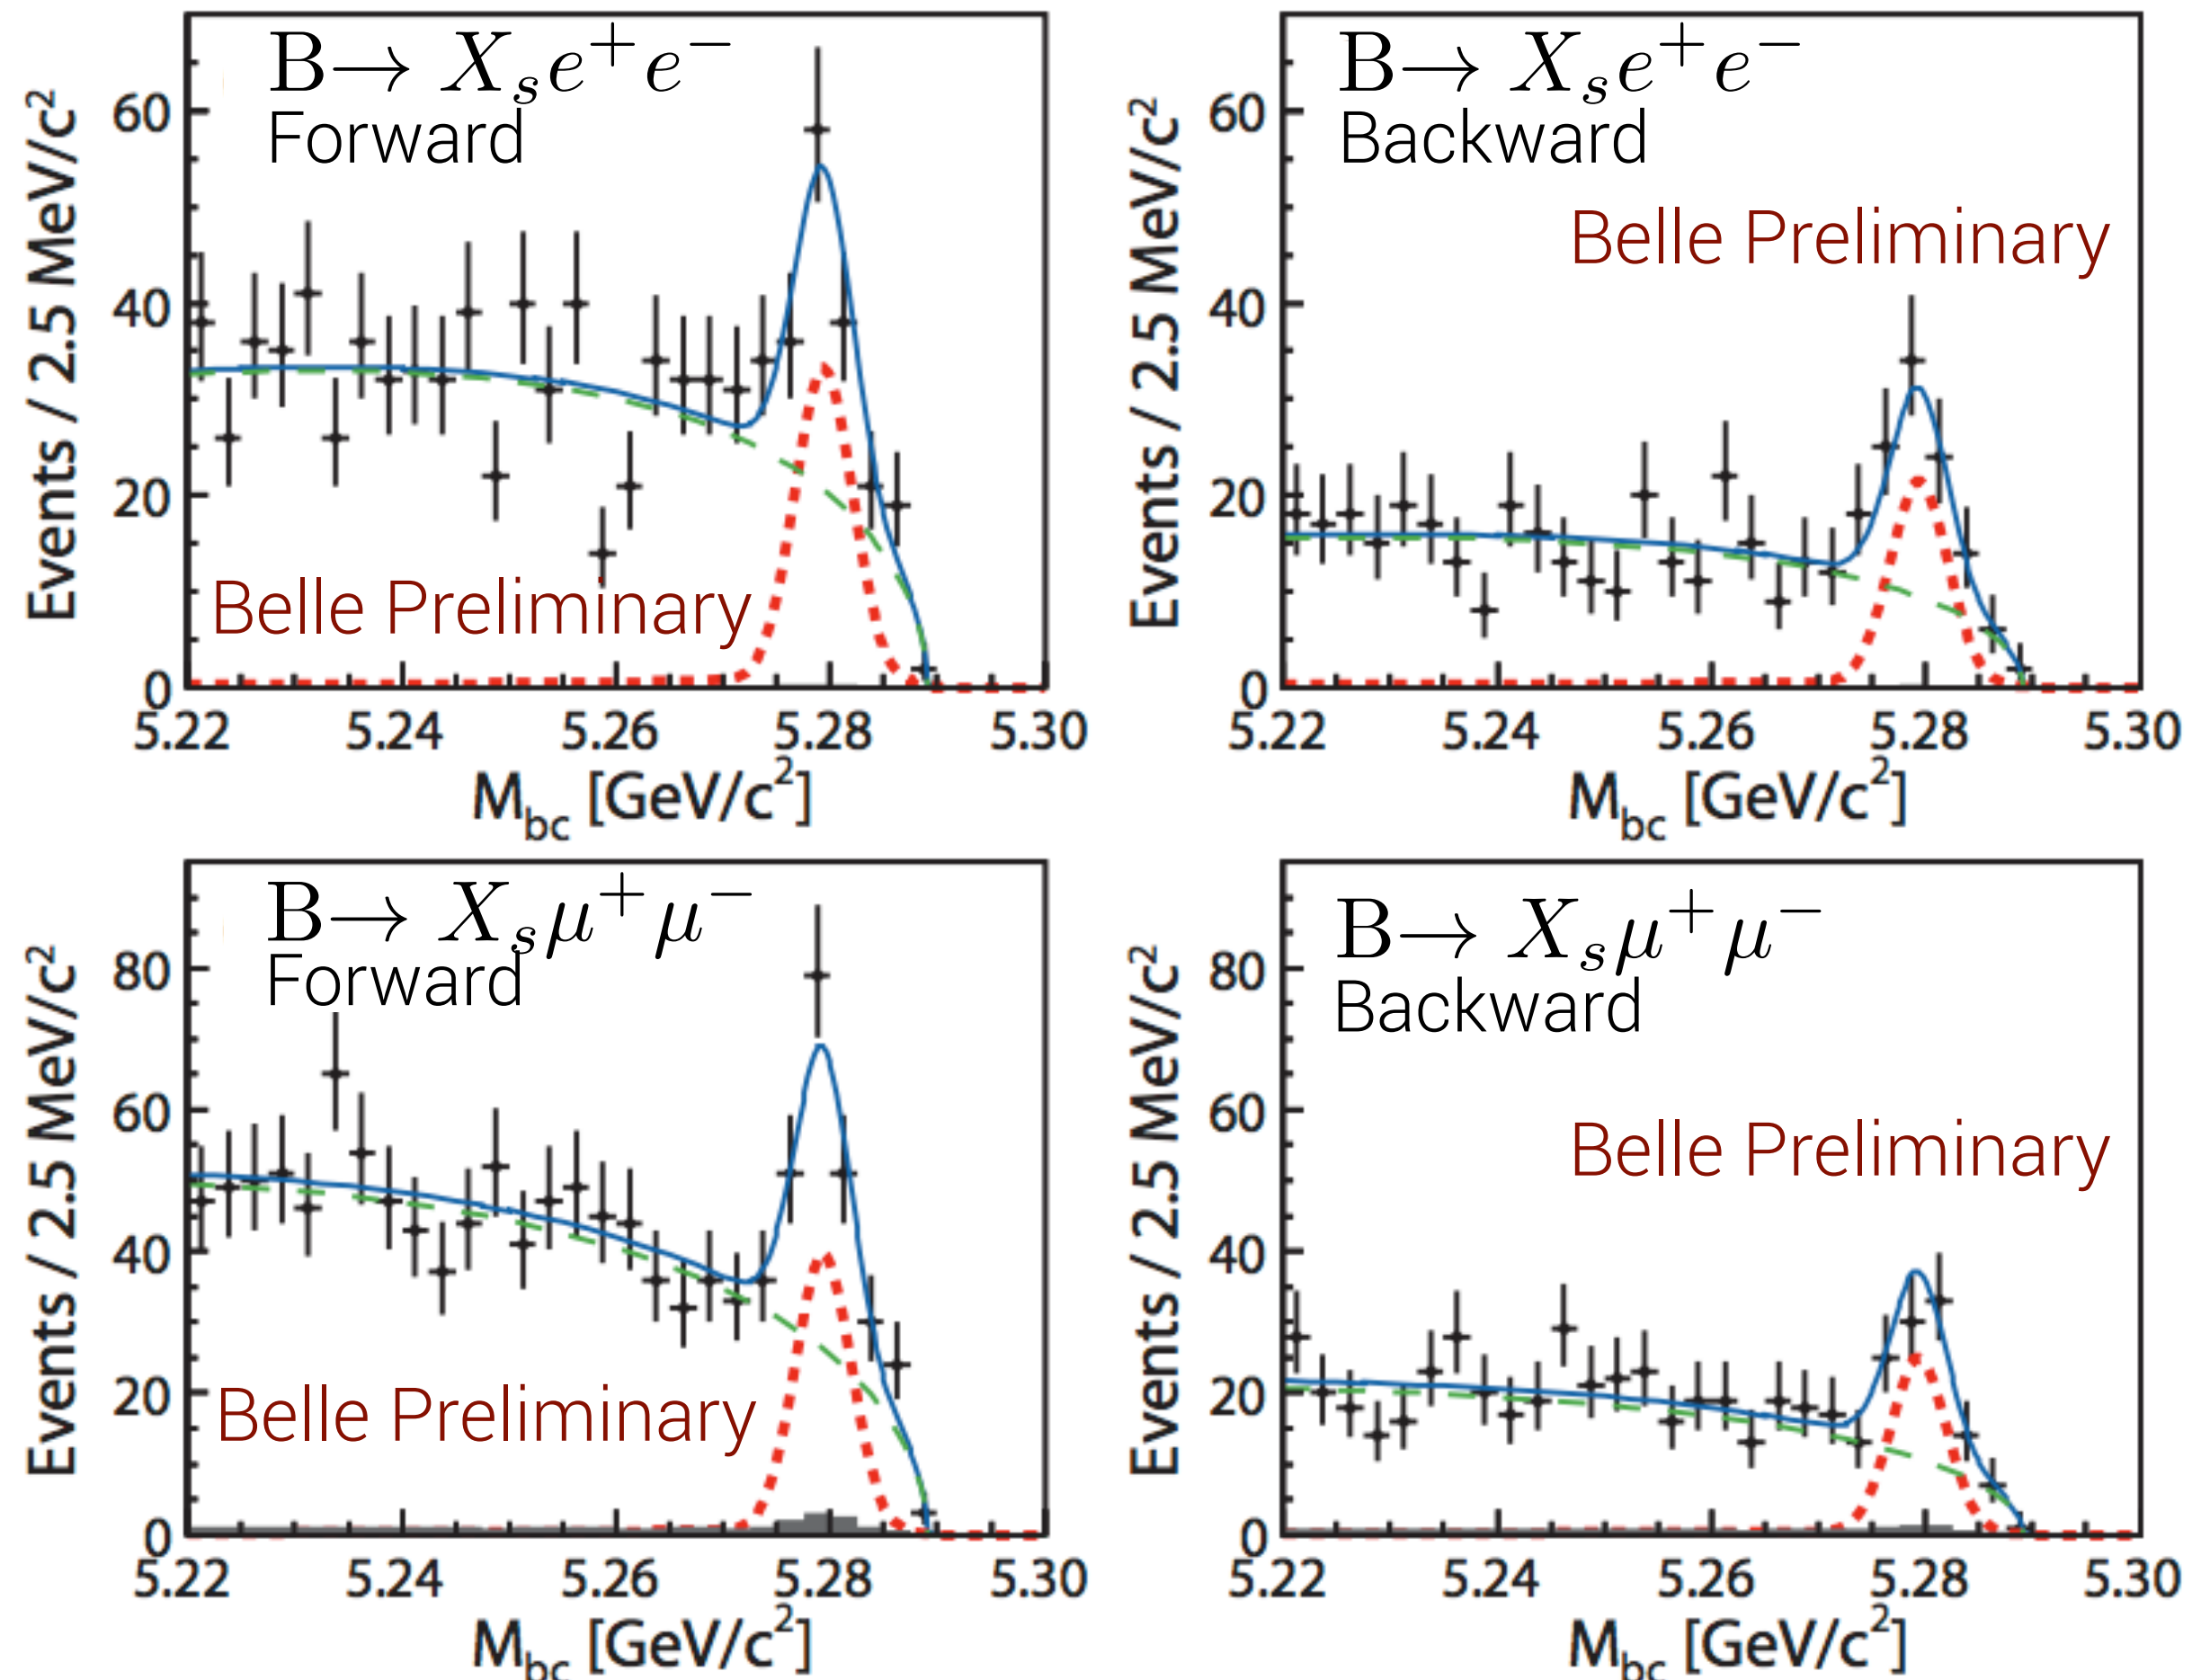 B→ X_s e^+ e^-
Forward
Events / 2.5 MeV/c^2
60
40
20
0
Belle Preliminary
5.22 5.24 5.26 5.28 5.30
M_bc [GeV/c^2]
B→ X_s e^+ e^-
Backward
Belle Preliminary
Events / 2.5 MeV/c^2
60
40
20
0
5.22 5.24 5.26 5.28 5.30
M_bc [GeV/c^2]
B→ X_s μ^+ μ^-
Forward
Events / 2.5 MeV/c^2
80
60
40
20
0
Belle Preliminary
5.22 5.24 5.26 5.28 5.30
M_bc [GeV/c^2]
B→ X_s μ^+ μ^-
Backward
Belle Preliminary
Events / 2.5 MeV/c^2
80
60
40
20
0
5.22 5.24 5.26 5.28 5.30
M_bc [GeV/c^2]